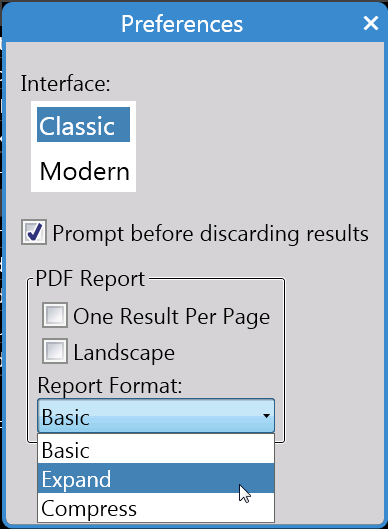 Preferences
Interface:
Classic
Modern
Prompt before discarding results
PDF Report
One Result Per Page
Landscape
Report Format:
Basic
Basic
Expand
Compress